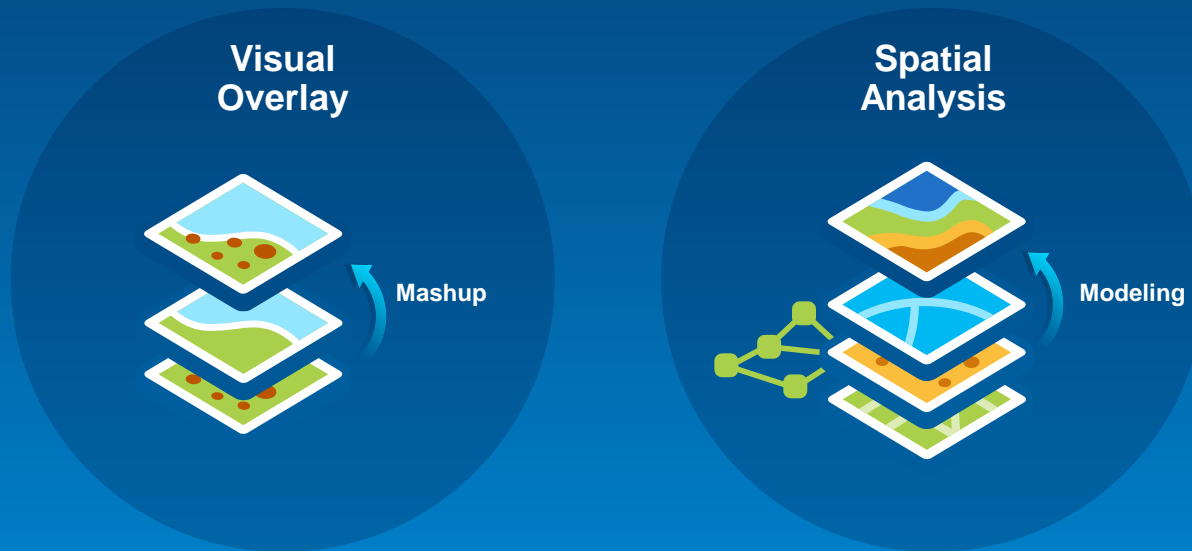 Visual
Overlay
Mashup
Spatial
Analysis
Modeling